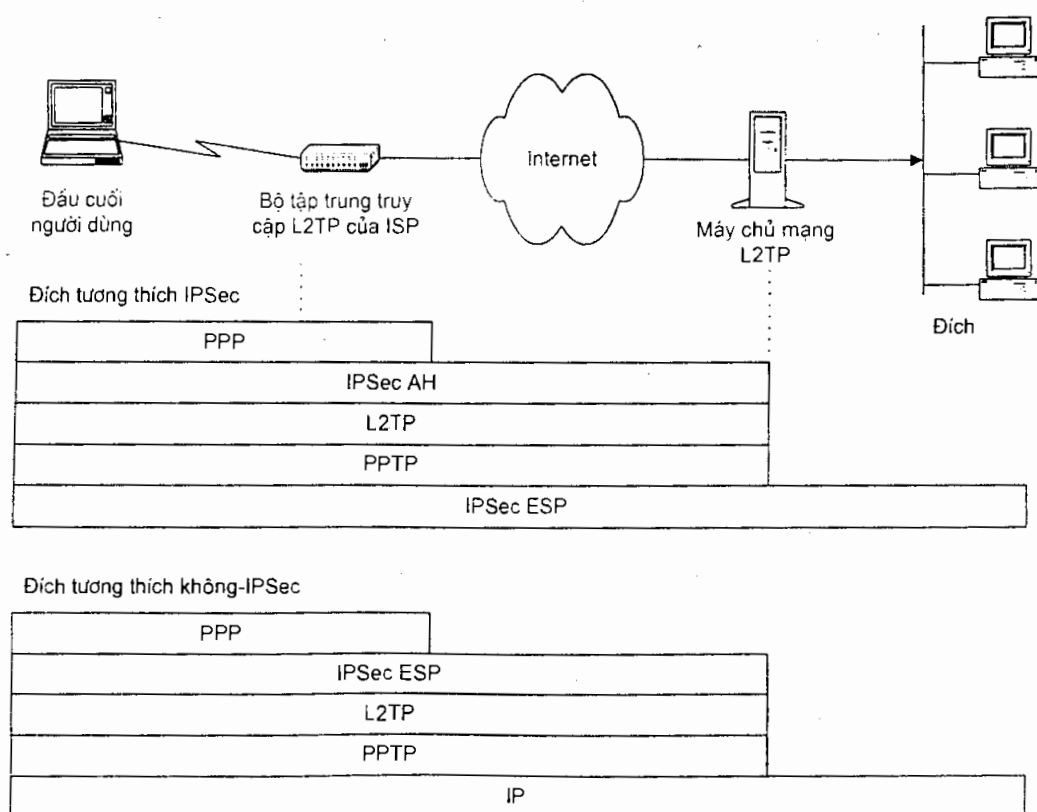 Internet
Đầu cuối
người dùng
Bộ tập trung truy
cập L2TP của ISP
Máy chủ mạng
L2TP
Đích
Đích tương thích IPSec
PPP
IPSec AH
L2TP
PPTP
IPSec ESP
Đích tương thích không-IPSec
PPP
IPSec ESP
L2TP
PPTP
IP